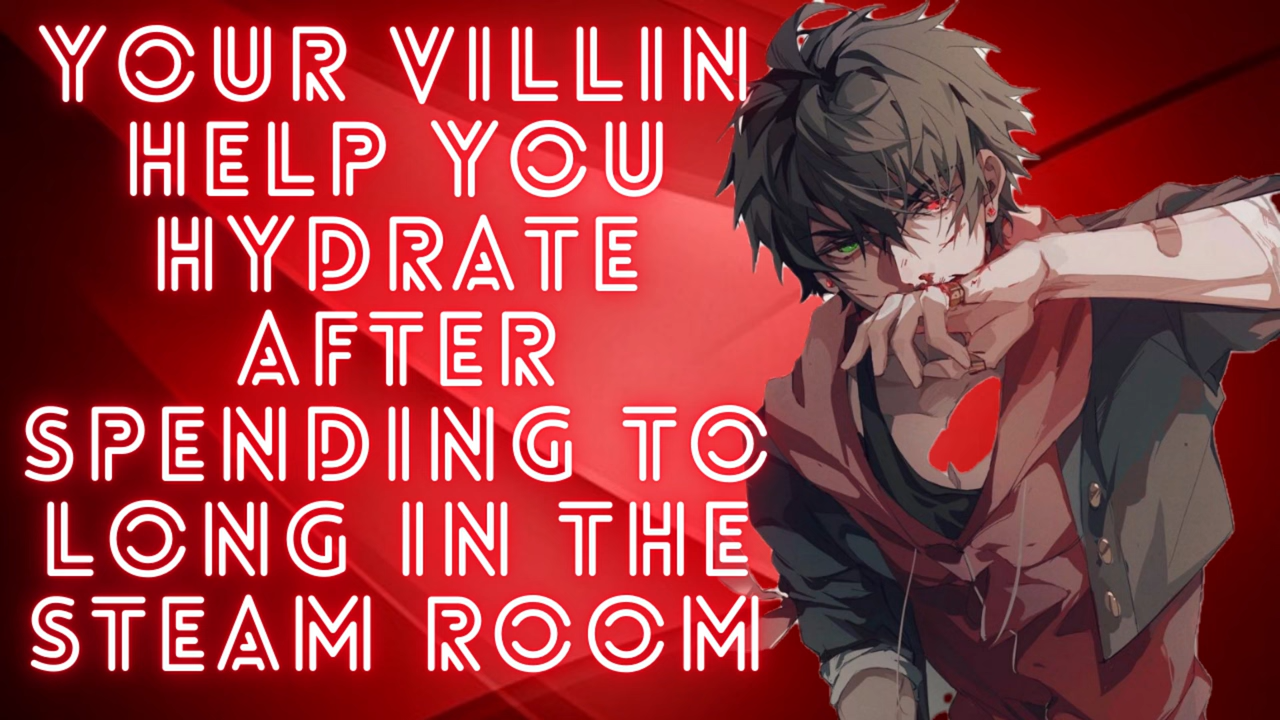 YOUR VILLIN
HELP YOU
HYDRATE
AFTER
SPENDING TO
LONG IN THE
STEAM ROOM